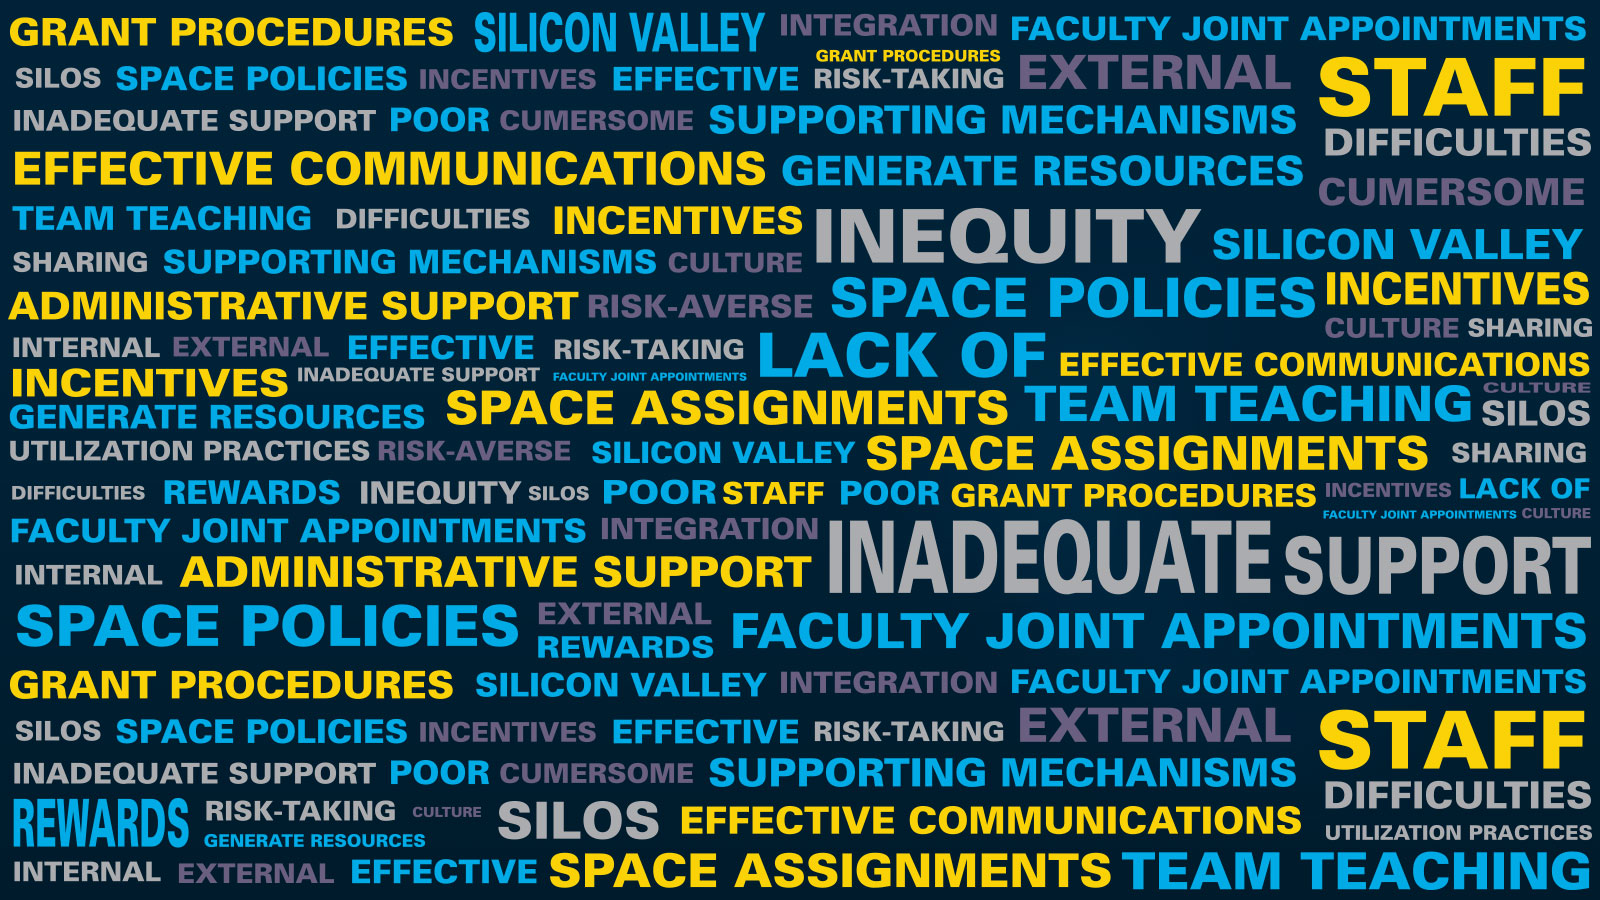 GRANT PROCEDURES SILICON VALLEY INTEGRATION FACULTY JOINT APPOINTMENTS
GRANT PROCEDURES
SILOS SPACE POLICIES INCENTIVES EFFECTIVE RISK-TAKING EXTERNAL STAFF
INADEQUATE SUPPORT POOR CUMERSOME SUPPORTING MECHANISMS DIFFICULTIES
EFFECTIVE COMMUNICATIONS GENERATE RESOURCES CUMERSOME
TEAM TEACHING DIFFICULTIES INCENTIVES INEQUITY SILICON VALLEY
SHARING SUPPORTING MECHANISMS CULTURE
ADMINISTRATIVE SUPPORT RISK-AVERSE SPACE POLICIES INCENTIVES
CULTURE SHARING
INTERNAL EXTERNAL EFFECTIVE RISK-TAKING LACK OF EFFECTIVE COMMUNICATIONS
INCENTIVES INADEQUATE SUPPORT FACULTY JOINT APPOINTMENTS CULTURE
GENERATE RESOURCES SPACE ASSIGNMENTS TEAM TEACHING SILOS
UTILIZATION PRACTICES RISK-AVERSE SILICON VALLEY SPACE ASSIGNMENTS SHARING
DIFFICULTIES REWARDS INEQUITY SILOS POOR STAFF POOR GRANT PROCEDURES INCENTIVES LACK OF
FACULTY JOINT APPOINTMENTS CULTURE
FACULTY JOINT APPOINTMENTS INTEGRATION INADEQUATE SUPPORT
INTERNAL ADMINISTRATIVE SUPPORT
SPACE POLICIES EXTERNAL FACULTY JOINT APPOINTMENTS
REWARDS
GRANT PROCEDURES SILICON VALLEY INTEGRATION FACULTY JOINT APPOINTMENTS
SILOS SPACE POLICIES INCENTIVES EFFECTIVE RISK-TAKING EXTERNAL STAFF
INADEQUATE SUPPORT POOR CUMERSOME SUPPORTING MECHANISMS DIFFICULTIES
REWARDS RISK-TAKING CULTURE SILOS EFFECTIVE COMMUNICATIONS UTILIZATION PRACTICES
GENERATE RESOURCES
INTERNAL EXTERNAL EFFECTIVE SPACE ASSIGNMENTS TEAM TEACHING